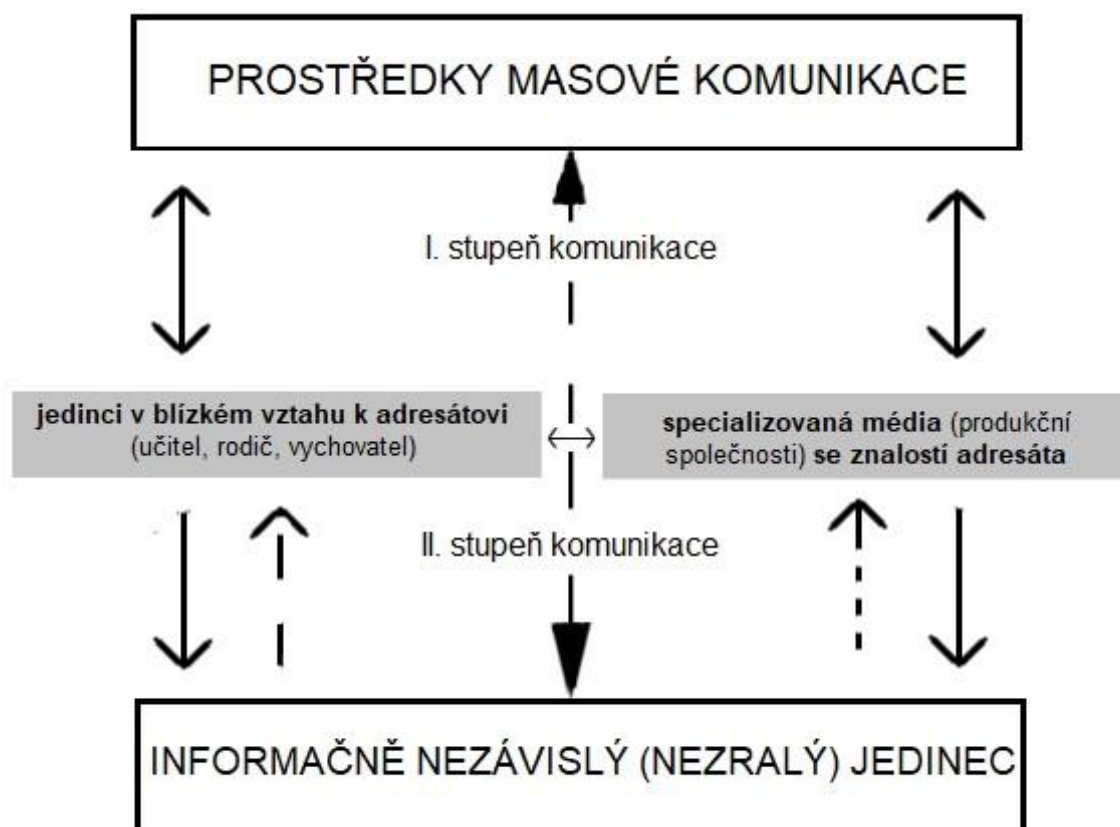 PROSTŘEDKY MASOVÉ KOMUNIKACE
I. stupeň komunikace
jedinci v blízkém vztahu k adresátovi
(učitel, rodič, vychovatel)
specializovaná média (produkční
společnosti) se znalostí adresáta
II. stupeň komunikace
INFORMAČNĚ NEZÁVISLÝ (NEZRALÝ) JEDINEC